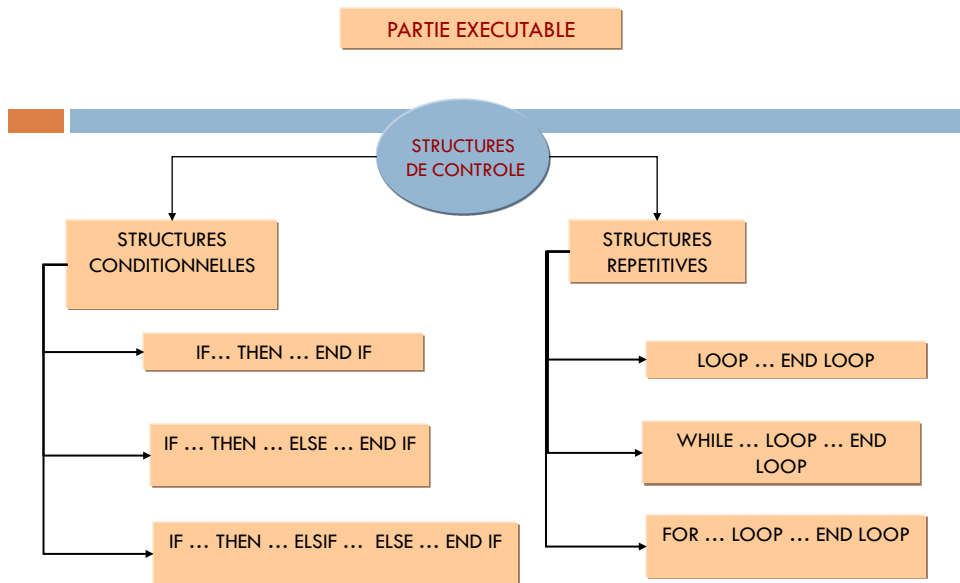 PARTIE EXECUTABLE
STRUCTURES
DE CONTROLE
STRUCTURES
CONDITIONNELLES
IF... THEN ... END IF
IF ... THEN ... ELSE ... END IF
IF ... THEN ... ELSIF ... ELSE ... END IF
STRUCTURES
REPETITIVES
LOOP ... END LOOP
WHILE ... LOOP ... END
LOOP
FOR ... LOOP ... END LOOP